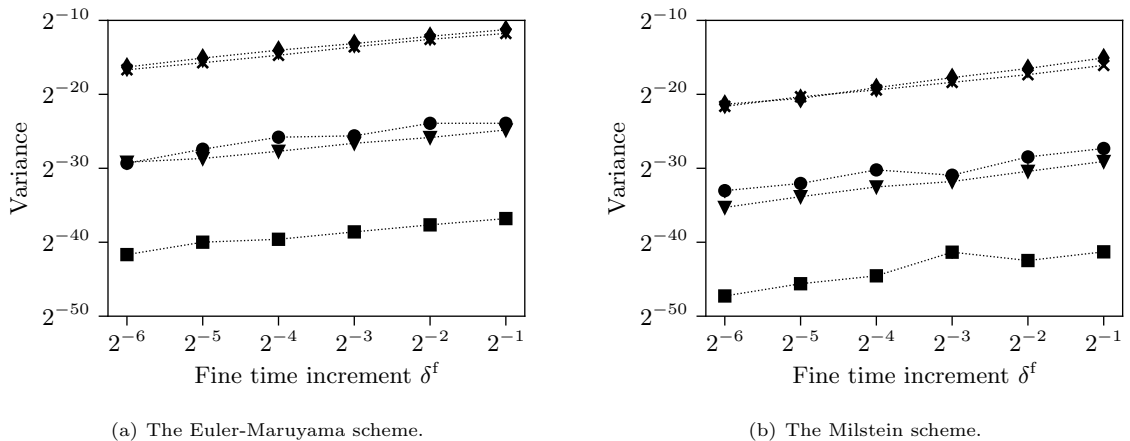 2⁻¹⁰
2⁻²⁰
2⁻³⁰
2⁻⁴⁰
2⁻⁵⁰
Variance
2⁻⁶ 2⁻⁵ 2⁻⁴ 2⁻³ 2⁻² 2⁻¹
Fine time increment δᶠ
(a) The Euler-Maruyama scheme.
2⁻¹⁰
2⁻²⁰
2⁻³⁰
2⁻⁴⁰
2⁻⁵⁰
Variance
2⁻⁶ 2⁻⁵ 2⁻⁴ 2⁻³ 2⁻² 2⁻¹
Fine time increment δᶠ
(b) The Milstein scheme.